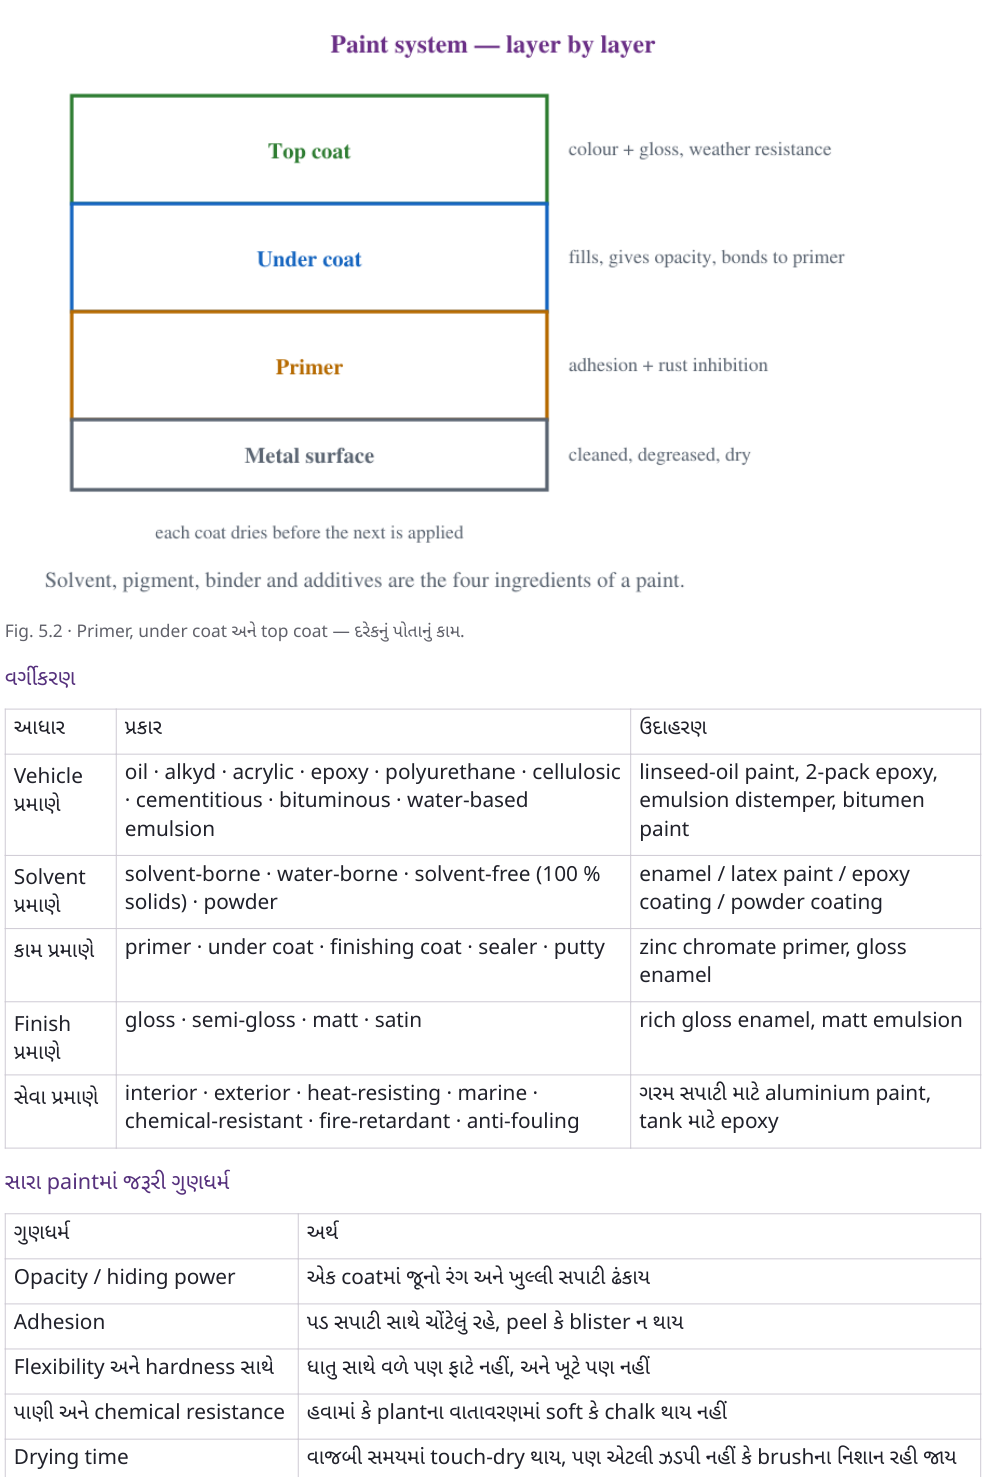 Paint system — layer by layer
Top coat
colour + gloss, weather resistance
Under coat
fills, gives opacity, bonds to primer
Primer
adhesion + rust inhibition
Metal surface
cleaned, degreased, dry
each coat dries before the next is applied
Solvent, pigment, binder and additives are the four ingredients of a paint.
Fig. 5.2 · Primer, under coat અને top coat — દરેકનું પોતાનું કામ.
વર્ગીકરણ
આધાર પ્રકાર ઉદાહરણ
Vehicle પ્રમાણે
oil · alkyd · acrylic · epoxy · polyurethane · cellulosic
· cementitious · bituminous · water-based
emulsion
linseed-oil paint, 2-pack epoxy,
emulsion distemper, bitumen
paint
Solvent પ્રમાણે
solvent-borne · water-borne · solvent-free (100 %
solids) · powder
enamel / latex paint / epoxy
coating / powder coating
કામ પ્રમાણે
primer · under coat · finishing coat · sealer · putty
zinc chromate primer, gloss
enamel
Finish પ્રમાણે
gloss · semi-gloss · matt · satin
rich gloss enamel, matt emulsion
સેવા પ્રમાણે
interior · exterior · heat-resisting · marine ·
chemical-resistant · fire-retardant · anti-fouling
ગરમ સપાટી માટે aluminium paint,
tank માટે epoxy
સારા paintમાં જરૂરી ગુણધર્મ
ગુણધર્મ અર્થ
Opacity / hiding power એક coatમાં જૂનો રંગ અને ખુલ્લી સપાટી ઢંકાય
Adhesion પડ સપાટી સાથે ચોંટેલું રહે, peel કે blister ન થાય
Flexibility અને hardness સાથે ધાતુ સાથે વળે પણ ફાટે નહીં, અને ખૂટે પણ નહીં
પાણી અને chemical resistance હવામાં કે plantના વાતાવરણમાં soft કે chalk થાય નહીં
Drying time વાજબી સમયમાં touch-dry થાય, પણ એટલી ઝડપી નહીં કે brushના નિશાન રહી જાય